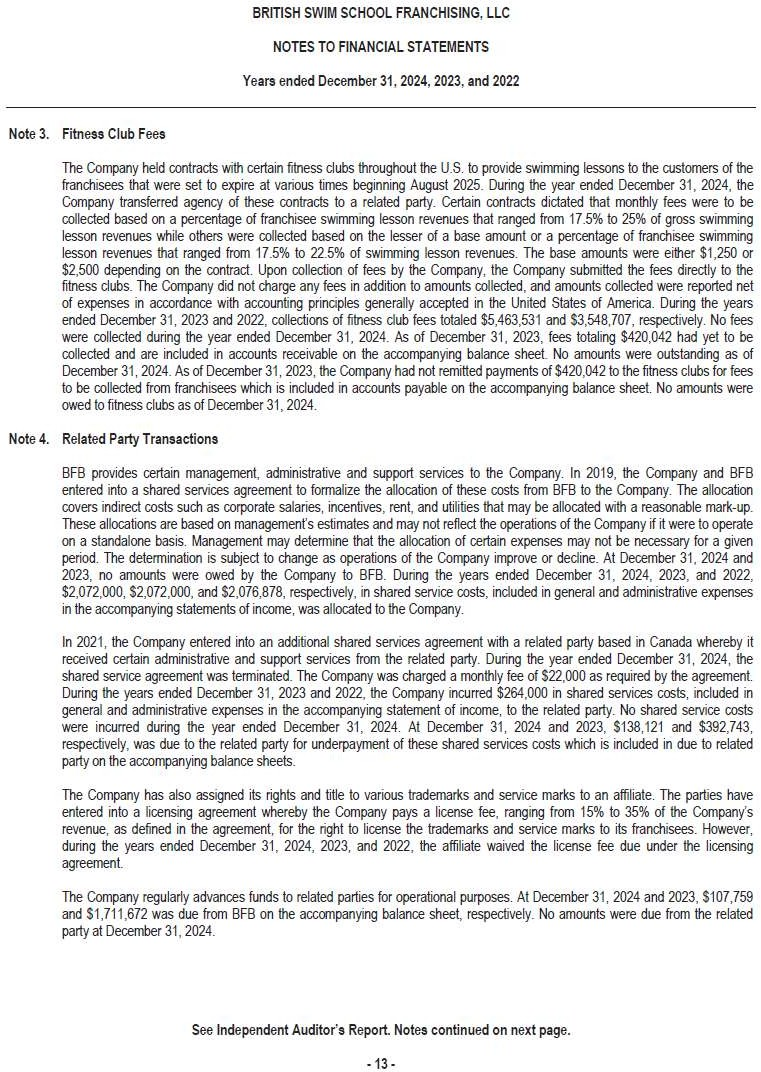 BRITISH SWIM SCHOOL FRANCHISING, LLC
NOTES TO FINANCIAL STATEMENTS
Years ended December 31, 2024, 2023, and 2022
Note 3. Fitness Club Fees
The Company held contracts with certain fitness clubs throughout the U.S. to provide swimming lessons to the customers of the
franchisees that were set to expire at various times beginning August 2025. During the year ended December 31, 2024, the
Company transferred agency of these contracts to a related party. Certain contracts dictated that monthly fees were to be
collected based on a percentage of franchisee swimming lesson revenues that ranged from 17.5% to 25% of gross swimming
lesson revenues while others were collected based on the lesser of a base amount or a percentage of franchisee swimming
lesson revenues that ranged from 17.5% to 22.5% of swimming lesson revenues. The base amounts were either $1,250 or
$2,500 depending on the contract. Upon collection of fees by the Company, the Company submitted the fees directly to the
fitness clubs. The Company did not charge any fees in addition to amounts collected, and amounts collected were reported net
of expenses in accordance with accounting principles generally accepted in the United States of America. During the years
ended December 31, 2023 and 2022, collections of fitness club fees totaled $5,463,531 and $3,548,707, respectively. No fees
were collected during the year ended December 31, 2024. As of December 31, 2023, fees totaling $420,042 had yet to be
collected and are included in accounts receivable on the accompanying balance sheet. No amounts were outstanding as of
December 31, 2024. As of December 31, 2023, the Company had not remitted payments of $420,042 to the fitness clubs for fees
to be collected from franchisees which is included in accounts payable on the accompanying balance sheet. No amounts were
owed to fitness clubs as of December 31, 2024.
Note 4. Related Party Transactions
BFB provides certain management, administrative and support services to the Company. In 2019, the Company and BFB
entered into a shared services agreement to formalize the allocation of these costs from BFB to the Company. The allocation
covers indirect costs such as corporate salaries, incentives, rent, and utilities that may be allocated with a reasonable mark-up.
These allocations are based on management's estimates and may not reflect the operations of the Company if it were to operate
on a standalone basis. Management may determine that the allocation of certain expenses may not be necessary for a given
period. The determination is subject to change as operations of the Company improve or decline. At December 31, 2024 and
2023, no amounts were owed by the Company to BFB. During the years ended December 31, 2024, 2023, and 2022,
$2,072,000, $2,072,000, and $2,076,878, respectively, in shared service costs, included in general and administrative expenses
in the accompanying statements of income, was allocated to the Company.
In 2021, the Company entered into an additional shared services agreement with a related party based in Canada whereby it
received certain administrative and support services from the related party. During the year ended December 31, 2024, the
shared service agreement was terminated. The Company was charged a monthly fee of $22,000 as required by the agreement.
During the years ended December 31, 2023 and 2022, the Company incurred $264,000 in shared services costs, included in
general and administrative expenses in the accompanying statement of income, to the related party. No shared service costs
were incurred during the year ended December 31, 2024. At December 31, 2024 and 2023, $138,121 and $392,743,
respectively, was due to the related party for underpayment of these shared services costs which is included in due to related
party on the accompanying balance sheets.
The Company has also assigned its rights and title to various trademarks and service marks to an affiliate. The parties have
entered into a licensing agreement whereby the Company pays a license fee, ranging from 15% to 35% of the Company's
revenue, as defined in the agreement, for the right to license the trademarks and service marks to its franchisees. However,
during the years ended December 31, 2024, 2023, and 2022, the affiliate waived the license fee due under the licensing
agreement.
The Company regularly advances funds to related parties for operational purposes. At December 31, 2024 and 2023, $107,759
and $1,711,672 was due from BFB on the accompanying balance sheet, respectively. No amounts were due from the related
party at December 31, 2024.
See Independent Auditor's Report. Notes continued on next page.
- 13 -